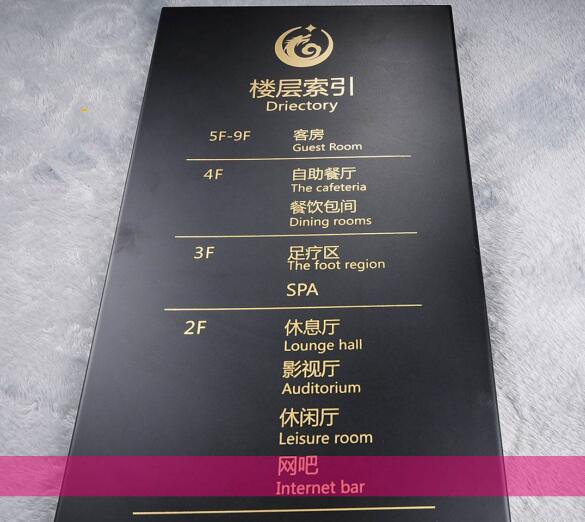 楼层索引
Driectory
5F-9F 客房
Guest Room
4F 自助餐厅
The cafeteria
餐饮包间
Dining rooms
3F 足疗区
The foot region
SPA
2F 休息厅
Lounge hall
影视厅
Auditorium
休闲厅
Leisure room
网吧
Internet bar